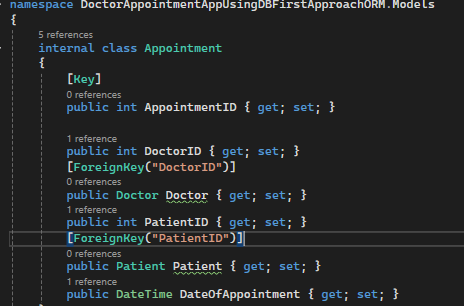 namespace DoctorAppointmentAppUsingDBFirstApproachORM.Models
{
5 references
internal class Appointment
{
[Key]
0 references
public int AppointmentID { get; set; }
1 reference
public int DoctorID { get; set; }
[ForeignKey("DoctorID")]
0 references
public Doctor Doctor { get; set; }
1 reference
public int PatientID { get; set; }
[ForeignKey("PatientID")]
0 references
public Patient Patient { get; set; }
1 reference
public DateTime DateOfAppointment { get; set; }